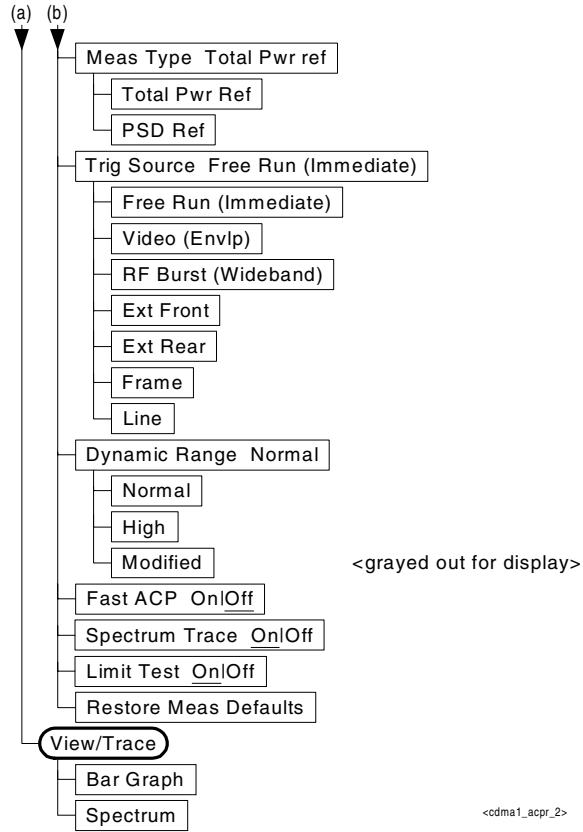 (a) (b)
Meas Type Total Pwr ref
Total Pwr Ref
PSD Ref
Trig Source Free Run (Immediate)
Free Run (Immediate)
Video (Envlp)
RF Burst (Wideband)
Ext Front
Ext Rear
Frame
Line
Dynamic Range Normal
Normal
High
Modified <grayed out for display>
Fast ACP On|Off
Spectrum Trace On|Off
Limit Test On|Off
Restore Meas Defaults
View/Trace
Bar Graph
Spectrum
<cdma1_acpr_2>